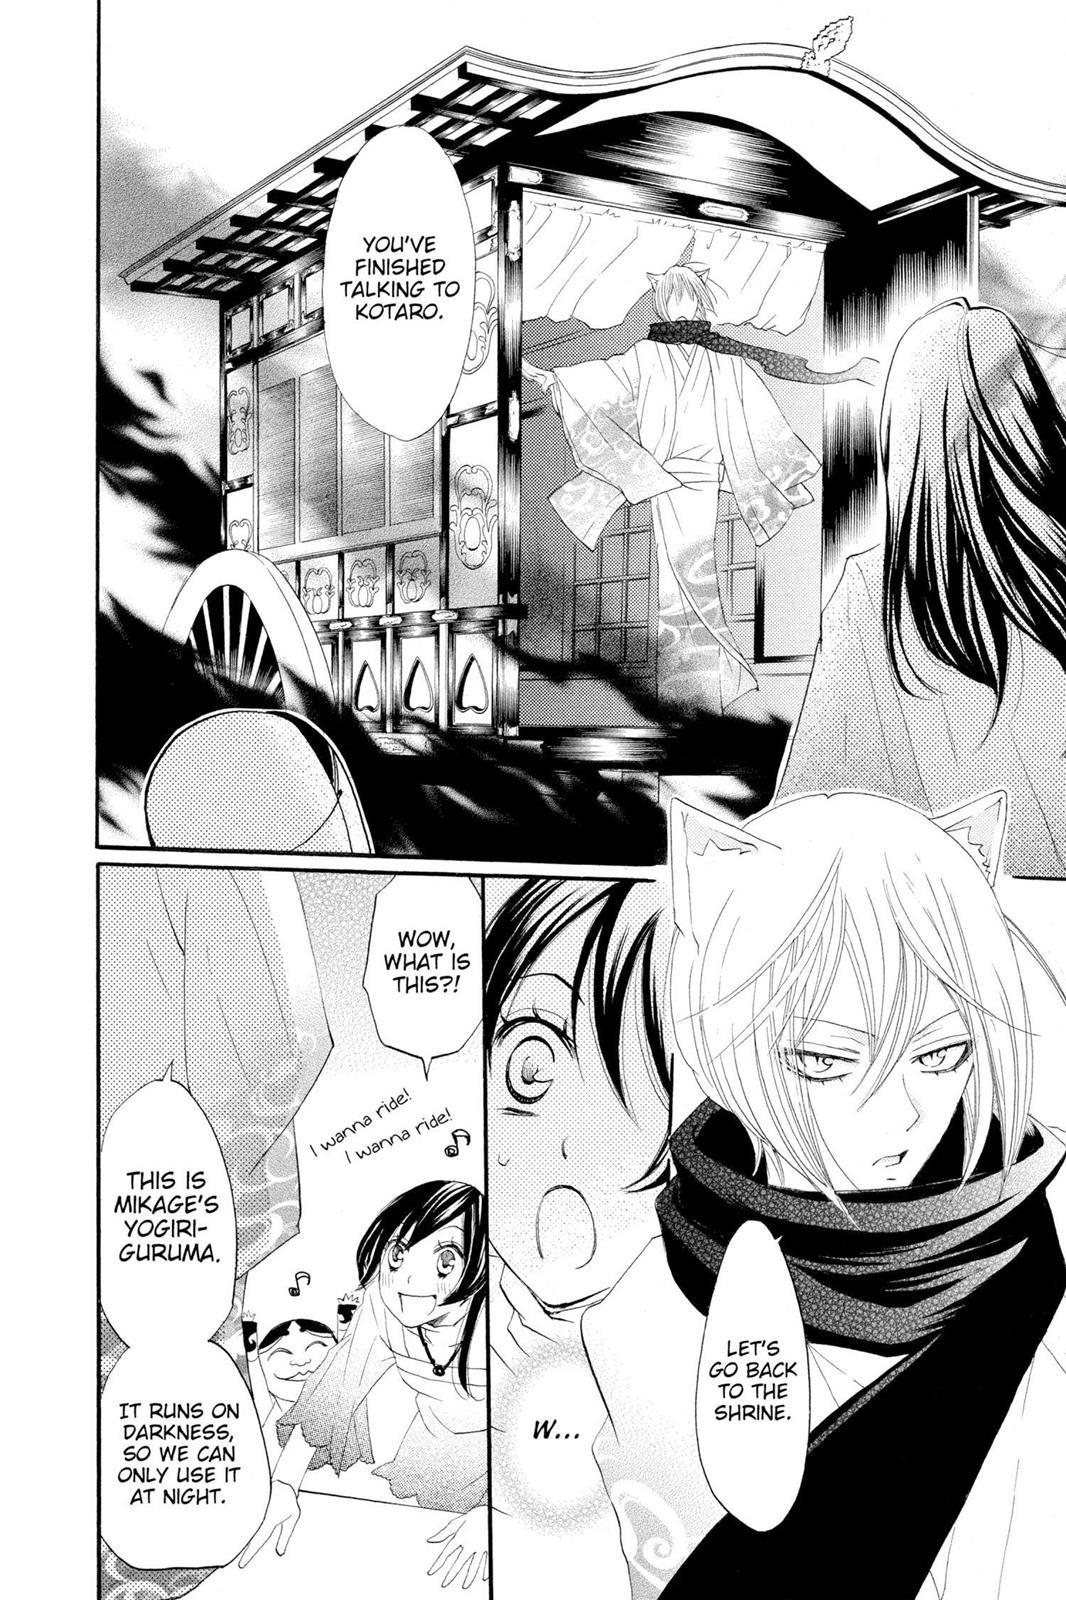 YOU'VE
FINISHED
TALKING TO
KOTARO.
LET'S
GO BACK
TO THE
SHRINE.
W...
WOW,
WHAT IS
THIS?!
I wanna ride!
I wanna ride!
THIS IS
MIKAGE'S
YOGIRI-
GURUMA.
IT RUNS ON
DARKNESS,
SO WE CAN
ONLY USE IT
AT NIGHT.